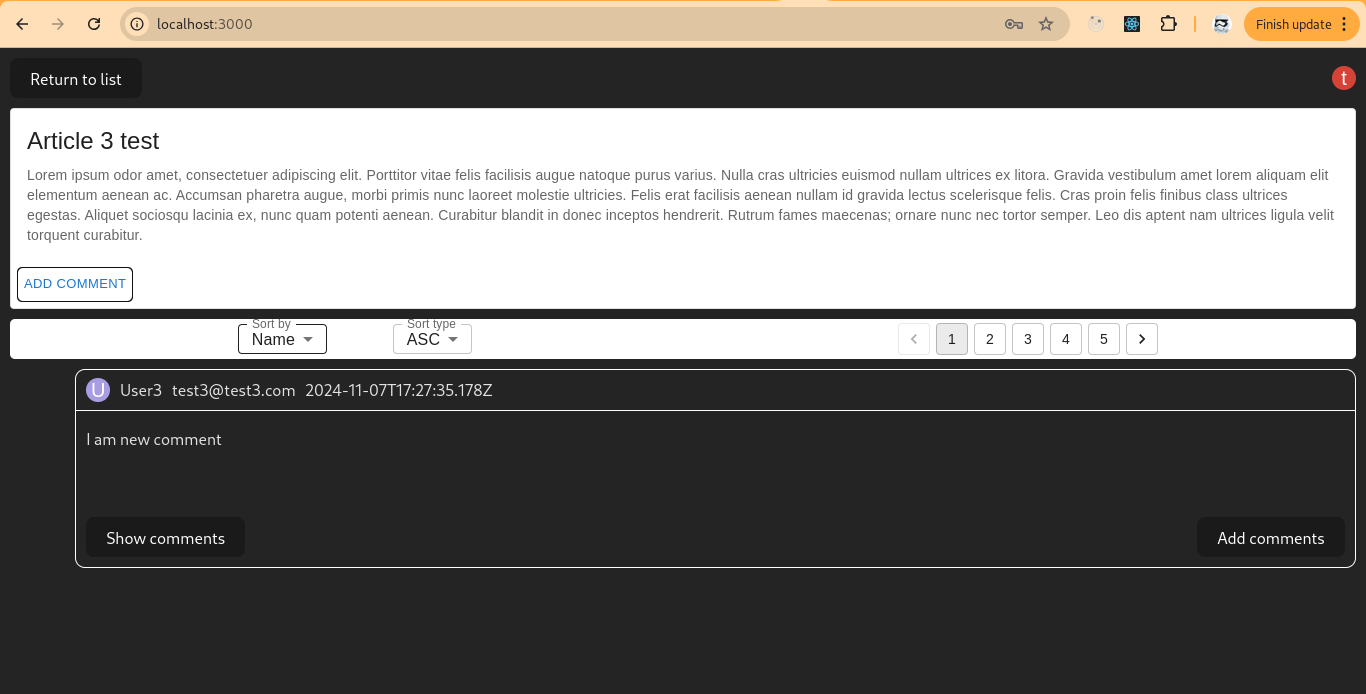 localhost:3000
Finish update
Return to list
t
Article 3 test
Lorem ipsum odor amet, consectetuer adipiscing elit. Porttitor vitae felis facilisis augue natoque purus varius. Nulla cras ultricies euismod nullam ultrices ex litora. Gravida vestibulum amet lorem aliquam elit
elementum aenean ac. Accumsan pharetra augue, morbi primis nunc laoreet molestie ultricies. Felis erat facilisis aenean nullam id gravida lectus scelerisque felis. Cras proin felis finibus class ultrices
egestas. Aliquet sociosqu lacinia ex, nunc quam potenti aenean. Curabitur blandit in donec inceptos hendrerit. Rutrum fames maecenas; ornare nunc nec tortor semper. Leo dis aptent nam ultrices ligula velit
torquent curabitur.
ADD COMMENT
Sort by
Name
Sort type
ASC
1 2 3 4 5
U User3 test3@test3.com 2024-11-07T17:27:35.178Z
I am new comment
Show comments
Add comments